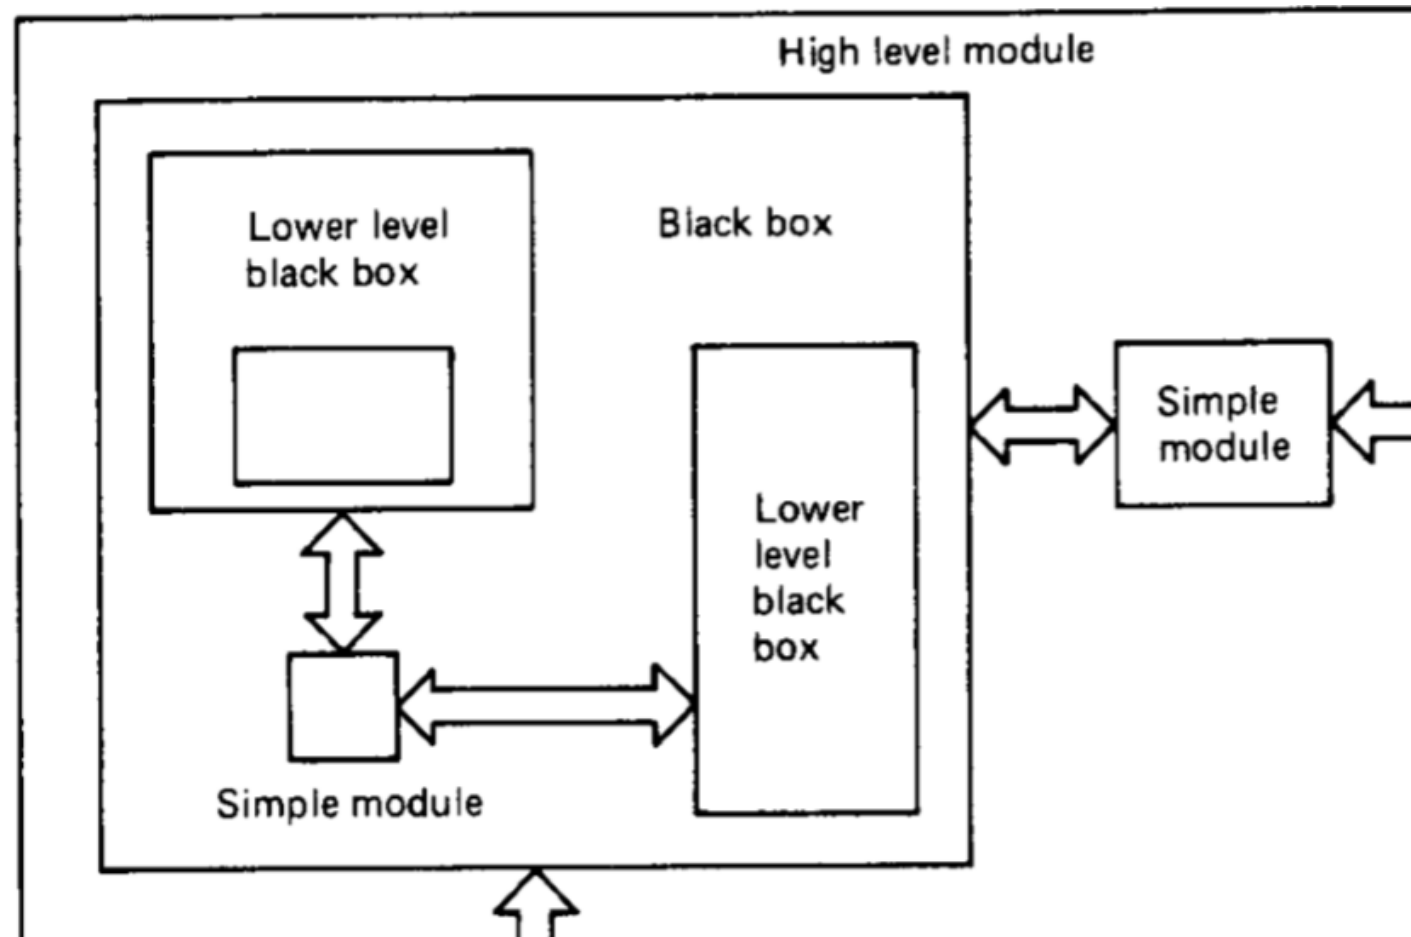 High level module
Lower level
black box
Black box
Simple
module
Lower
level
black
box
Simple module